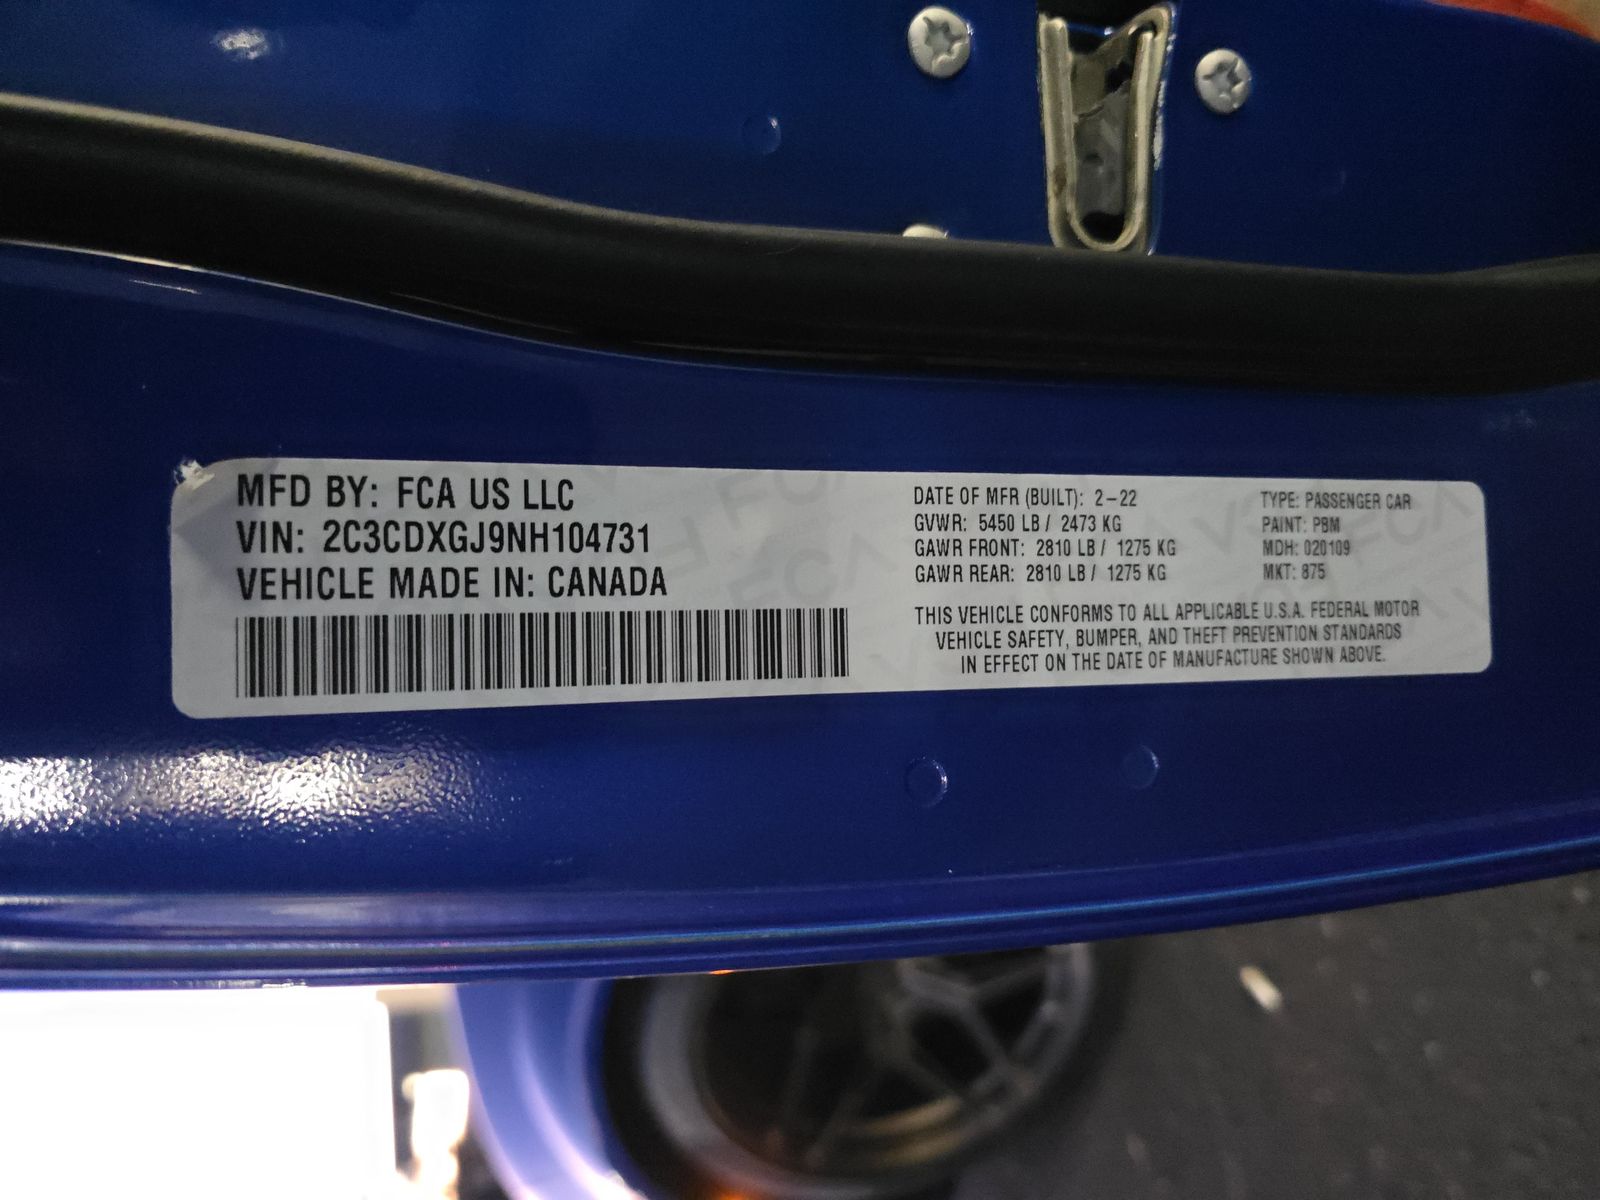 MFD BY: FCA US LLC
VIN: 2C3CDXGJ9NH104731
VEHICLE MADE IN: CANADA
DATE OF MFR (BUILT): 2-22
GVWR: 5450 LB / 2473 KG
GAWR FRONT: 2810 LB / 1275 KG
GAWR REAR: 2810 LB / 1275 KG
TYPE: PASSENGER CAR
PAINT: PBM
MDH: 020109
MKT: 875
THIS VEHICLE CONFORMS TO ALL APPLICABLE U.S.A. FEDERAL MOTOR
VEHICLE SAFETY, BUMPER, AND THEFT PREVENTION STANDARDS
IN EFFECT ON THE DATE OF MANUFACTURE SHOWN ABOVE.